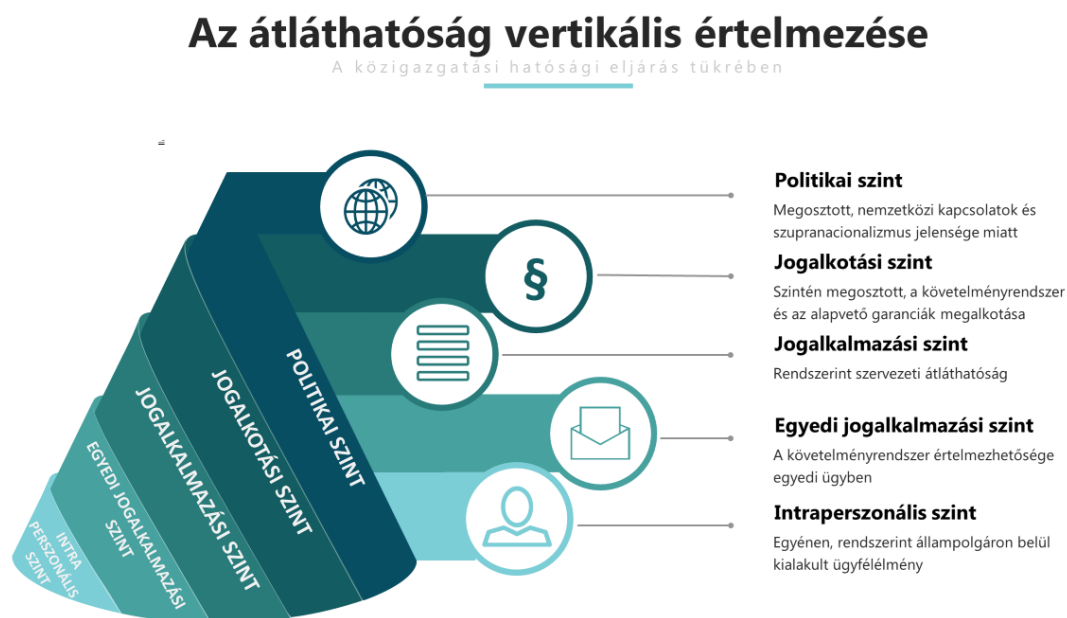 Az átláthatóság vertikális értelmezése
A közigazgatási hatósági eljárás tükrében
Politikai szint
Megosztott, nemzetközi kapcsolatok és
szupranacionalizmus jelensége miatt
Jogalkotási szint
Szintén megosztott, a követelményrendszer
és az alapvető garanciák megalkotása
Jogalkalmazási szint
Rendszerint szervezeti átláthatóság
Egyedi jogalkalmazási szint
A követelményrendszer értelmezhetősége
egyedi ügyben
Intraperszonális szint
Egyénen, rendszerint állampolgáron belül
kialakult ügyfélélmény
§
POLITIKAI SZINT
JOGALKOTÁSI SZINT
JOGALKALMAZÁSI SZINT
EGYEDI JOGALKALMAZÁSI
SZINT
INTRA
PERSZONÁLIS
SZINT